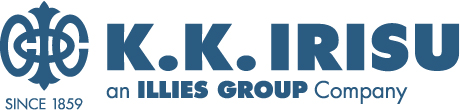 K.K. IRISU
an ILLIES GROUP Company
SINCE 1859